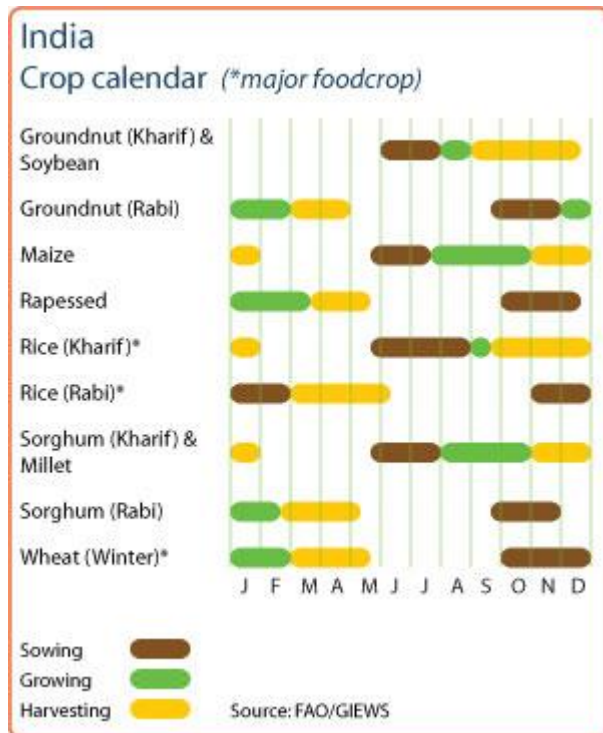 India
Crop calendar (*major foodcrop)
Groundnut (Kharif) &
Soybean
Groundnut (Rabi)
Maize
Rapessed
Rice (Kharif)*
Rice (Rabi)*
Sorghum (Kharif) &
Millet
Sorghum (Rabi)
Wheat (Winter)*
J F M A M J J A S O N D
Sowing
Growing
Harvesting
Source: FAO/GIEWS